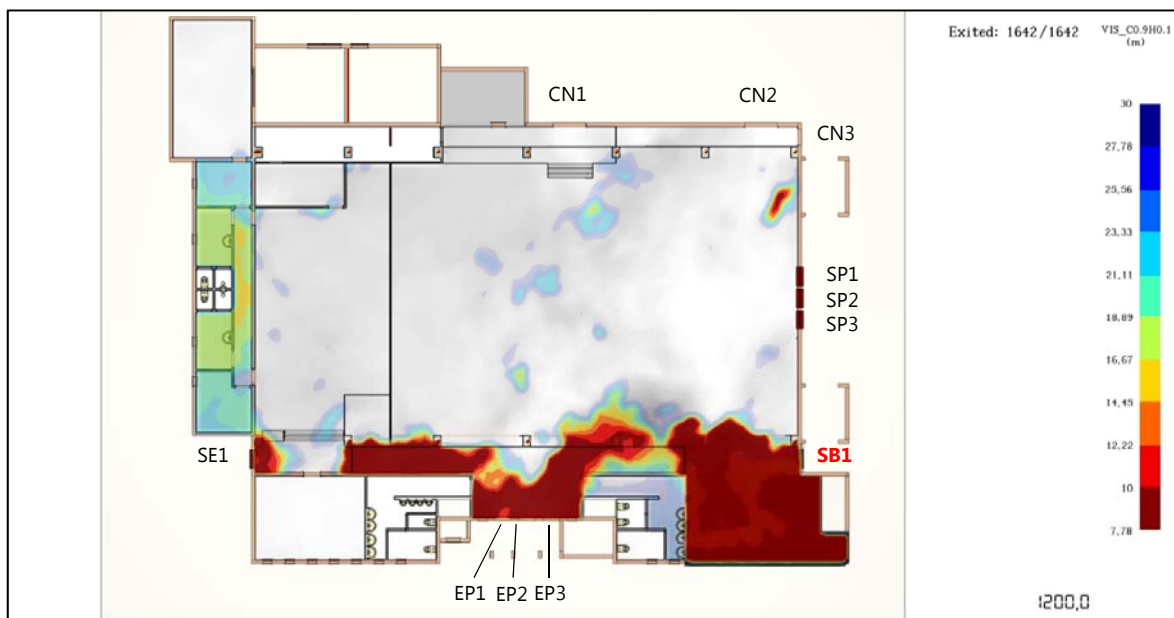 Exited: 1642/1642
VIS_C0.9H0.1
(m)
CN1
CN2
CN3
30
27,78
25,56
23,33
21,11
18,89
16,67
14,45
12,22
10
7,78
SP1
SP2
SP3
SE1
SB1
EP1 EP2 EP3
1200,0